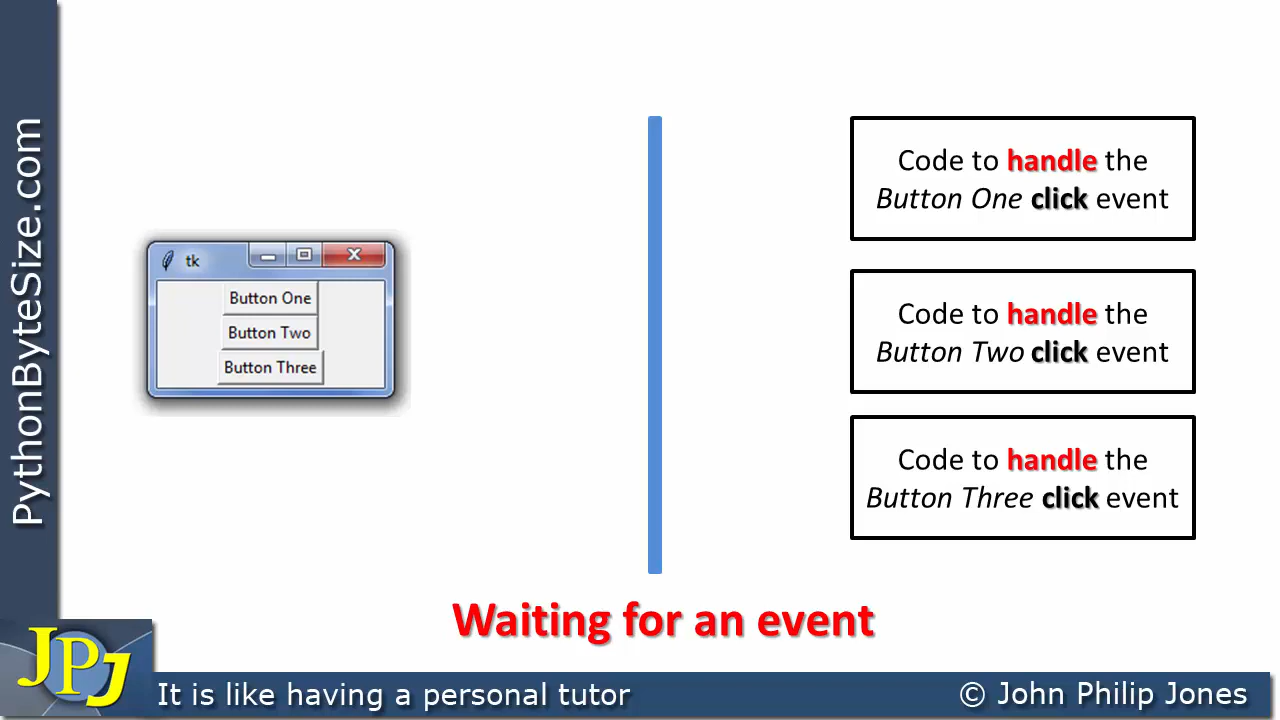 PythonByteSize.com
tk
Button One
Button Two
Button Three
Code to handle the
Button One click event
Code to handle the
Button Two click event
Code to handle the
Button Three click event
Waiting for an event
JPJ
It is like having a personal tutor
© John Philip Jones